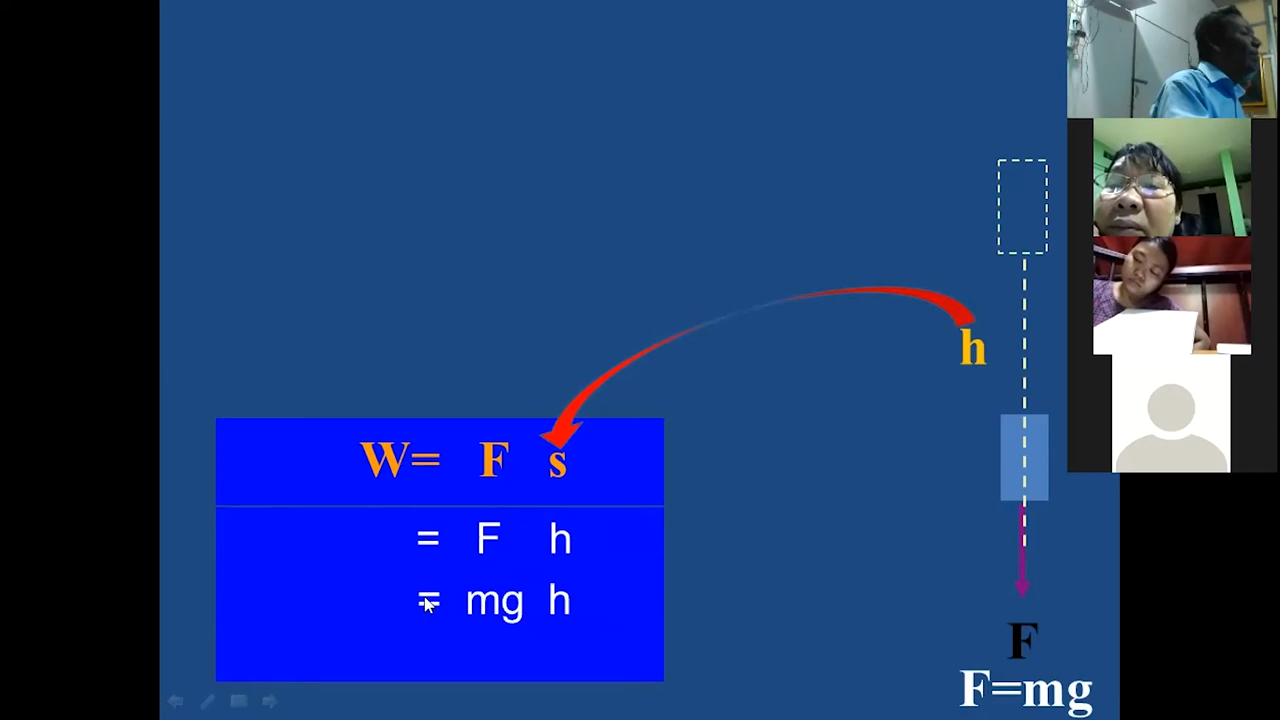 h
W= F s
= F h
= mg h
F
F=mg